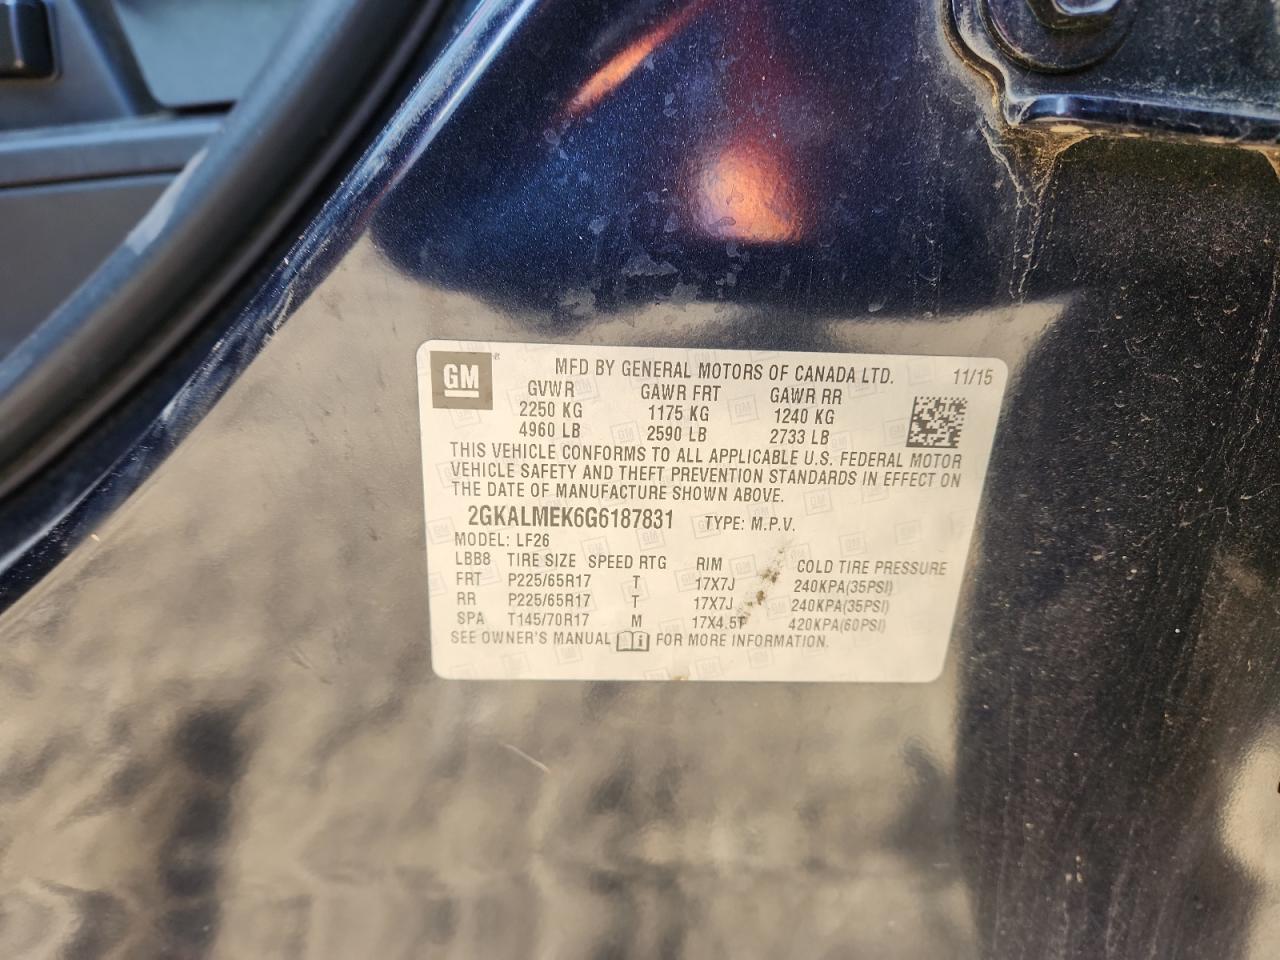 GM
MFD BY GENERAL MOTORS OF CANADA LTD. 11/15
GVWR GAWR FRT GAWR RR
2250 KG 1175 KG 1240 KG
4960 LB 2590 LB 2733 LB
THIS VEHICLE CONFORMS TO ALL APPLICABLE U.S. FEDERAL MOTOR
VEHICLE SAFETY AND THEFT PREVENTION STANDARDS IN EFFECT ON
THE DATE OF MANUFACTURE SHOWN ABOVE.
2GKALMEK6G6187831 TYPE: M.P.V.
MODEL: LF26
LBB8 TIRE SIZE SPEED RTG RIM COLD TIRE PRESSURE
FRT P225/65R17 T 17X7J 240KPA(35PSI)
RR P225/65R17 T 17X7J 240KPA(35PSI)
SPA T145/70R17 M 17X4.5T 420KPA(60PSI)
SEE OWNER'S MANUAL i FOR MORE INFORMATION.